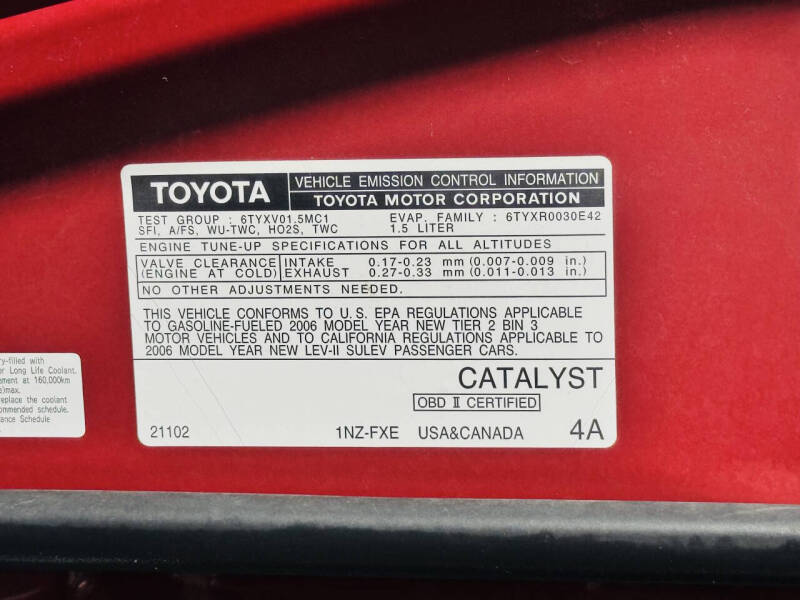 TOYOTA
VEHICLE EMISSION CONTROL INFORMATION
TOYOTA MOTOR CORPORATION
TEST GROUP : 6TYXV01.5MC1 EVAP. FAMILY : 6TYXR0030E42
SFI, A/FS, WU-TWC, HO2S, TWC 1.5 LITER
ENGINE TUNE-UP SPECIFICATIONS FOR ALL ALTITUDES
VALVE CLEARANCE INTAKE 0.17-0.23 mm (0.007-0.009 in.)
(ENGINE AT COLD) EXHAUST 0.27-0.33 mm (0.011-0.013 in.)
NO OTHER ADJUSTMENTS NEEDED.
THIS VEHICLE CONFORMS TO U.S. EPA REGULATIONS APPLICABLE
TO GASOLINE-FUELED 2006 MODEL YEAR NEW TIER 2 BIN 3
MOTOR VEHICLES AND TO CALIFORNIA REGULATIONS APPLICABLE TO
2006 MODEL YEAR NEW LEV-II SULEV PASSENGER CARS.
CATALYST
OBD II CERTIFIED
21102 1NZ-FXE USA&CANADA 4A
ry-filled with
or Long Life Coolant.
ement at 160,000km
e)max.
replace the coolant
ommended schedule.
ance Schedule